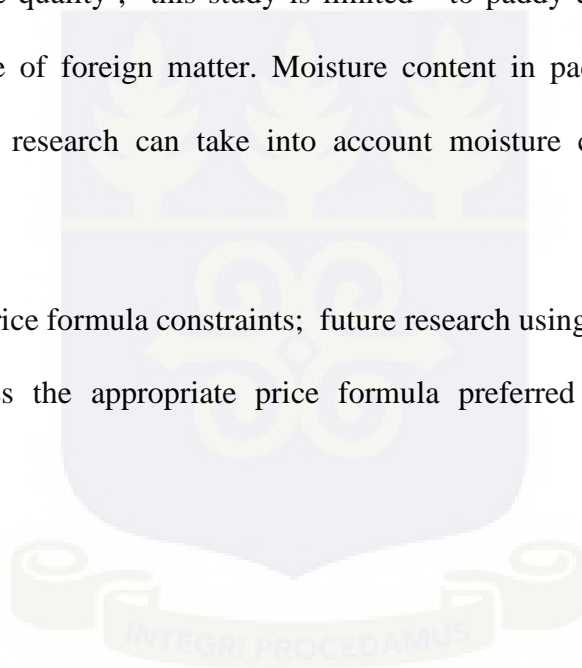 quality ; this study is limited to paddy
of foreign matter. Moisture content in
research can take into account moisture
rice formula constraints; future research using
the appropriate price formula preferred
INTEGRI PROCEDAMUS